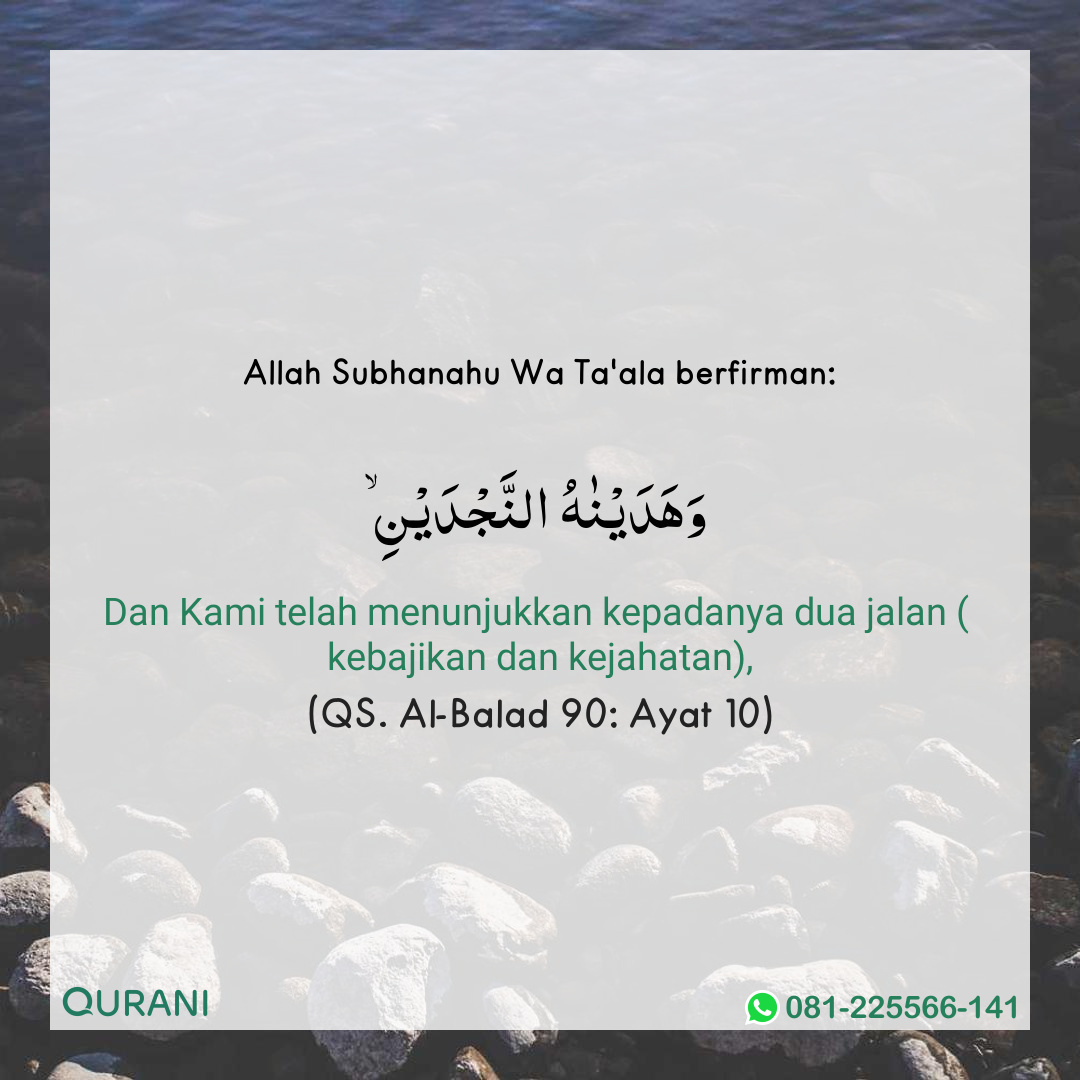 Allah Subhanahu Wa Ta'ala berfirman:
وَهَدَيْنٰهُ النَّجْدَيْنِۙ
Dan Kami telah menunjukkan kepadanya dua jalan (
kebajikan dan kejahatan),
(QS. Al-Balad 90: Ayat 10)
QURANI
081-225566-141